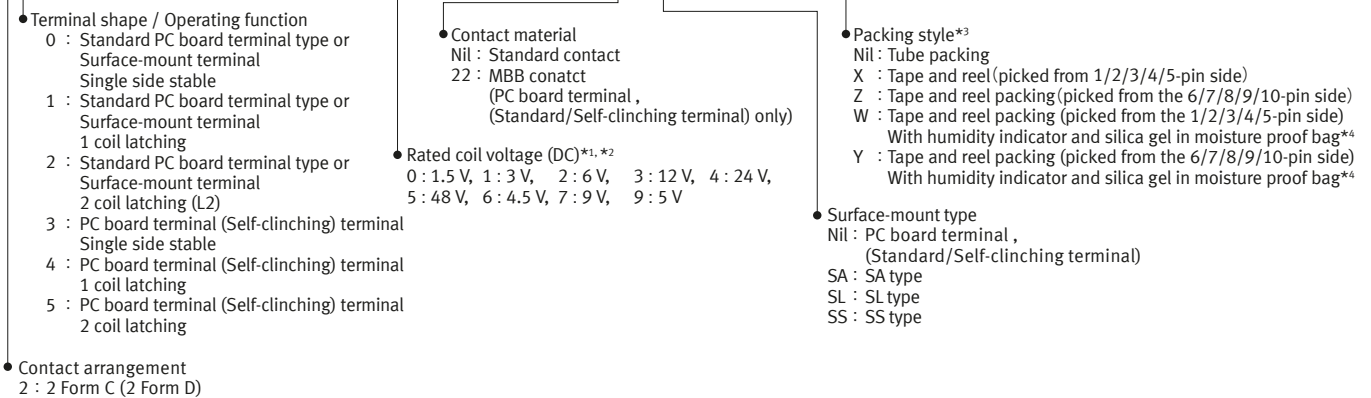 Terminal shape / Operating function
0 : Standard PC board terminal type or
Surface-mount terminal
Single side stable
1 : Standard PC board terminal type or
Surface-mount terminal
1 coil latching
2 : Standard PC board terminal type or
Surface-mount terminal
2 coil latching (L2)
3 : PC board terminal (Self-clinching) terminal
Single side stable
4 : PC board terminal (Self-clinching) terminal
1 coil latching
5 : PC board terminal (Self-clinching) terminal
2 coil latching
Contact arrangement
2 : 2 Form C (2 Form D)
Rated coil voltage (DC)*1, *2
0 : 1.5 V, 1 : 3 V, 2 : 6 V, 3 : 12 V, 4 : 24 V,
5 : 48 V, 6 : 4.5 V, 7 : 9 V, 9 : 5 V
Contact material
Nil : Standard contact
22 : MBB conatct
(PC board terminal ,
(Standard/Self-clinching terminal) only)
Packing style*3
Nil : Tube packing
X : Tape and reel (picked from 1/2/3/4/5-pin side)
Z : Tape and reel packing (picked from the 6/7/8/9/10-pin side)
W : Tape and reel packing (picked from the 1/2/3/4/5-pin side)
With humidity indicator and silica gel in moisture proof bag*4
Y : Tape and reel packing (picked from the 6/7/8/9/10-pin side)
With humidity indicator and silica gel in moisture proof bag*4
Surface-mount type
Nil : PC board terminal ,
(Standard/Self-clinching terminal)
SA : SA type
SL : SL type
SS : SS type